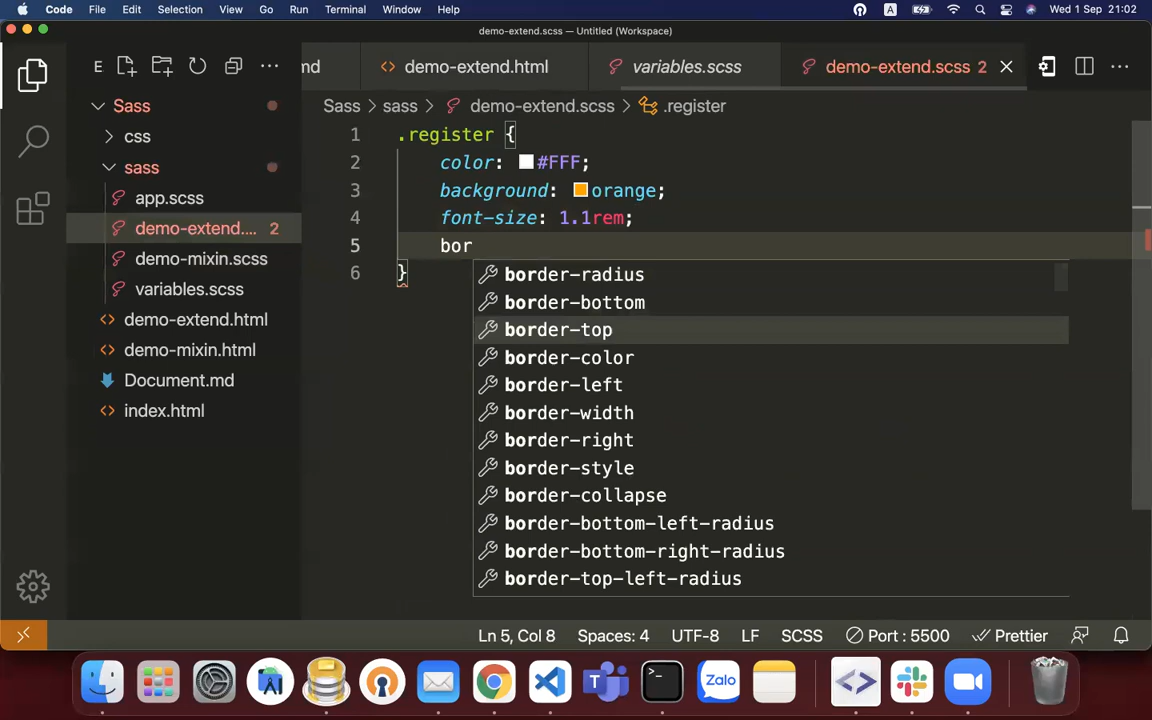 Code File Edit Selection View Go Run Terminal Window Help A Wed 1 Sep 21:02
demo-extend.scss — Untitled (Workspace)
E nd demo-extend.html variables.scss demo-extend.scss 2
Sass sass demo-extend.scss .register
Sass
css
sass
app.scss
demo-extend.... 2
demo-mixin.scss
variables.scss
demo-extend.html
demo-mixin.html
Document.md
index.html
1 .register {
2 color: #FFF;
3 background: orange;
4 font-size: 1.1rem;
5 bor
6 }
border-radius
border-bottom
border-top
border-color
border-left
border-width
border-right
border-style
border-collapse
border-bottom-left-radius
border-bottom-right-radius
border-top-left-radius
Ln 5, Col 8 Spaces: 4 UTF-8 LF SCSS Port : 5500 Prettier
Zalo